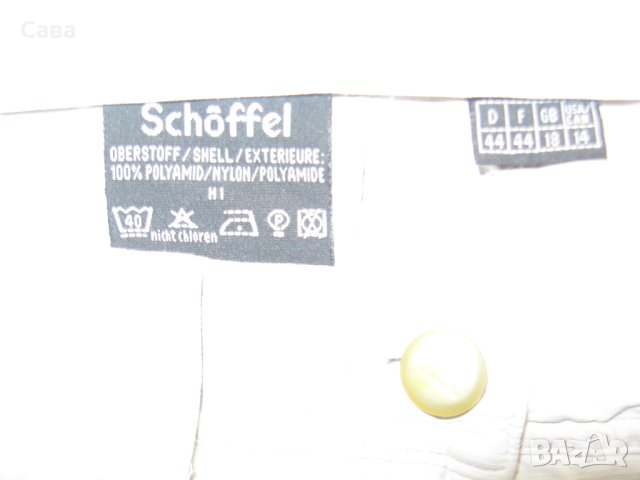 Caba
Schöffel
OBERSTOFF/SHELL/EXTERIEURE:
100% POLYAMID/NYLON/POLYAMIDE
H1
40
nicht chloren
P
D F GB USA/CAN
44 44 18 14
BAZAR